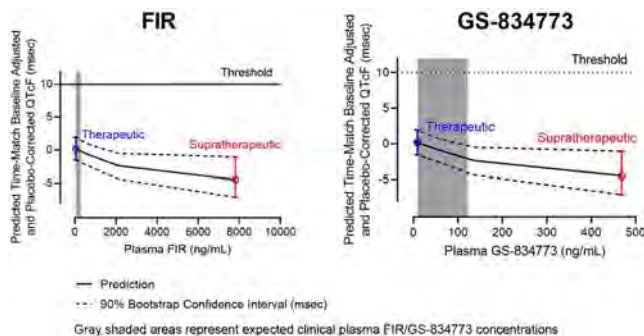 FIR
GS-834773
Predicted Time-Match Baseline Adjusted
and Placebo-Corrected QTcF (msec)
10
5
0
-5
Threshold
Therapeutic
Supratherapeutic
0 2000 4000 6000 8000 10000
Plasma FIR (ng/mL)
Predicted Time-Match Baseline Adjusted
and Placebo-Corrected QTcF (msec)
10
5
0
-5
Threshold
Therapeutic
Supratherapeutic
0 100 200 300 400 500
Plasma GS-834773 (ng/mL)
Prediction
90% Bootstrap Confidence Interval (msec)
Gray shaded areas represent expected clinical plasma FIR/GS-834773 concentrations